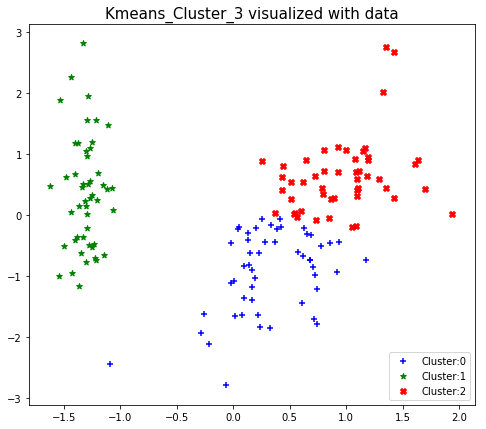 Kmeans_Cluster_3 visualized with data
3
2
1
0
−1
−2
−3
Cluster:0
Cluster:1
Cluster:2
−1.5 −1.0 −0.5 0.0 0.5 1.0 1.5 2.0